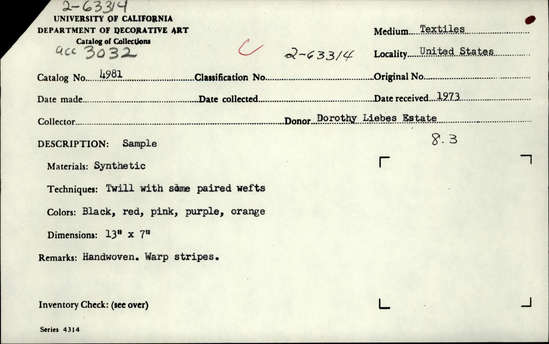 2-63314
UNIVERSITY OF CALIFORNIA
DEPARTMENT OF DECORATIVE ART
Catalog of Collections
acc 3032
C
2-63314
Medium Textiles
Locality United States
Catalog No. 4981 Classification No. Original No.
Date made Date collected Date received 1973
Collector Donor Dorothy Liebes Estate
8.3
DESCRIPTION: Sample
Materials: Synthetic
Techniques: Twill with some paired wefts
Colors: Black, red, pink, purple, orange
Dimensions: 13" x 7"
Remarks: Handwoven. Warp stripes.
Inventory Check: (see over)
Series 4314